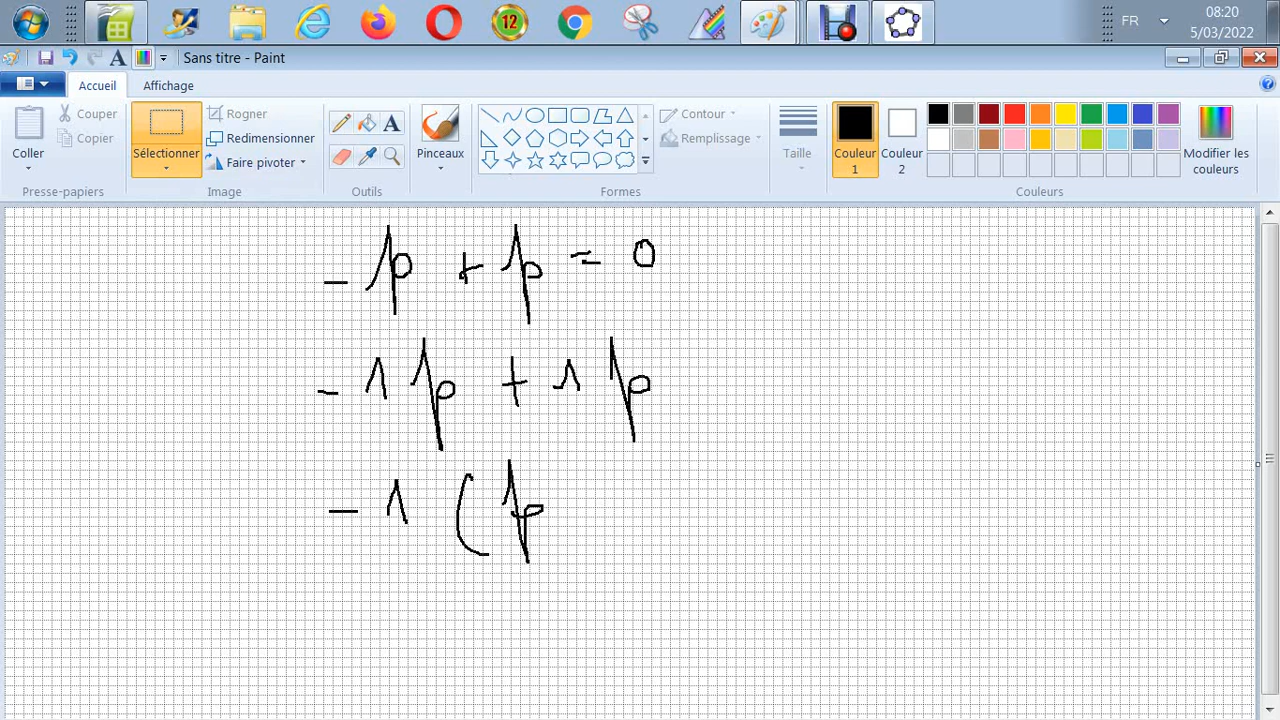 12
FR
08:20
5/03/2022
Sans titre - Paint
Accueil Affichage
Coller
Couper
Copier
Presse-papiers
Sélectionner
Rogner
Redimensionner
Faire pivoter
Image
A
Outils
Pinceaux
Contour
Remplissage
Formes
Taille
Couleur 1
Couleur 2
Modifier les couleurs
Couleurs
- p + p = 0
- 1 p + 1 p
- 1 ( p